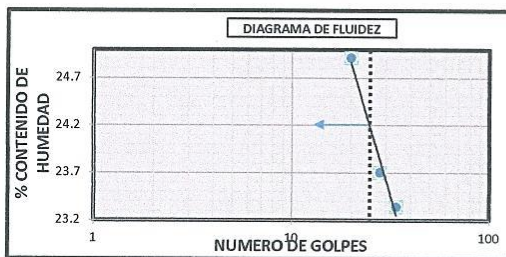 DIAGRAMA DE FLUIDEZ
% CONTENIDO DE
HUMEDAD
24.7
24.2
23.7
23.2
1
10
100
NUMERO DE GOLPES